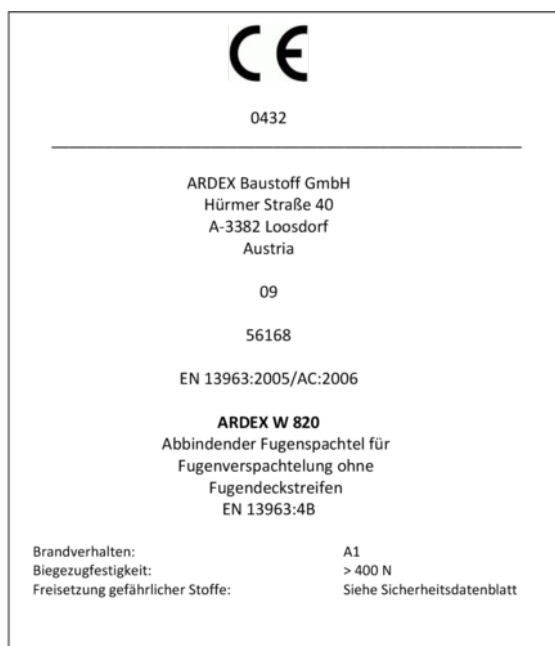 CE
0432
ARDEX Baustoff GmbH
Hürmer Straße 40
A-3382 Loosdorf
Austria
09
56168
EN 13963:2005/AC:2006
ARDEX W 820
Abbindender Fugenspachtel für
Fugenverspachtelung ohne
Fugendeckstreifen
EN 13963:4B
Brandverhalten: A1
Biegezugfestigkeit: > 400 N
Freisetzung gefährlicher Stoffe: Siehe Sicherheitsdatenblatt